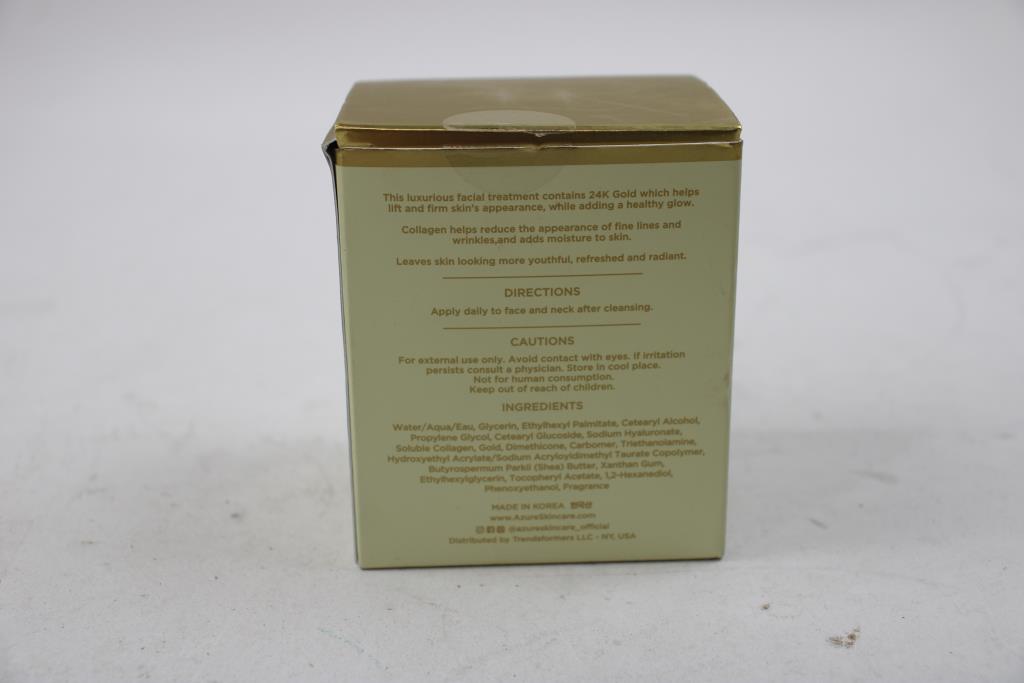 This luxurious facial treatment contains 24K Gold which helps
lift and firm skin's appearance, while adding a healthy glow.
Collagen helps reduce the appearance of fine lines and
wrinkles,and adds moisture to skin.
Leaves skin looking more youthful, refreshed and radiant.
DIRECTIONS
Apply daily to face and neck after cleansing.
CAUTIONS
For external use only. Avoid contact with eyes. If irritation
persists consult a physician. Store in cool place.
Not for human consumption.
Keep out of reach of children.
INGREDIENTS
Water/Aqua/Eau, Glycerin, Ethylhexyl Palmitate, Cetearyl Alcohol,
Propylene Glycol, Cetearyl Glucoside, Sodium Hyaluronate,
Soluble Collagen, Gold, Dimethicone, Carbomer, Triethanolamine,
Hydroxyethyl Acrylate/Sodium Acryloyldimethyl Taurate Copolymer,
Butyrospermum Parkii (Shea) Butter, Xanthan Gum,
Ethylhexylglycerin, Tocopheryl Acetate, 1,2-Hexanediol,
Phenoxyethanol, Fragrance
MADE IN KOREA 한국산
www.AzureSkincare.com
@azureskincare_official
Distributed by Trendsformers LLC - NY, USA